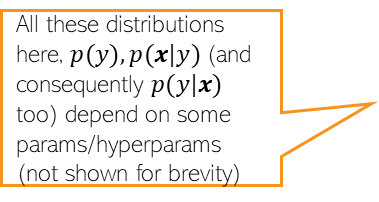 All these distributions
here, p(y), p(x|y) (and
consequently p(y|x)
too) depend on some
params/hyperparams
(not shown for brevity)